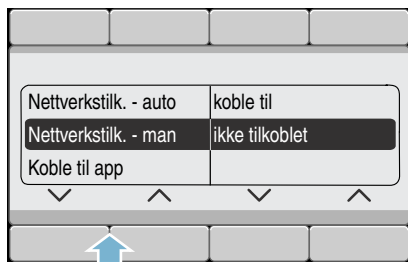 Nettverkstilk. - auto koble til
Nettverkstilk. - man ikke tilkoblet
Koble til app